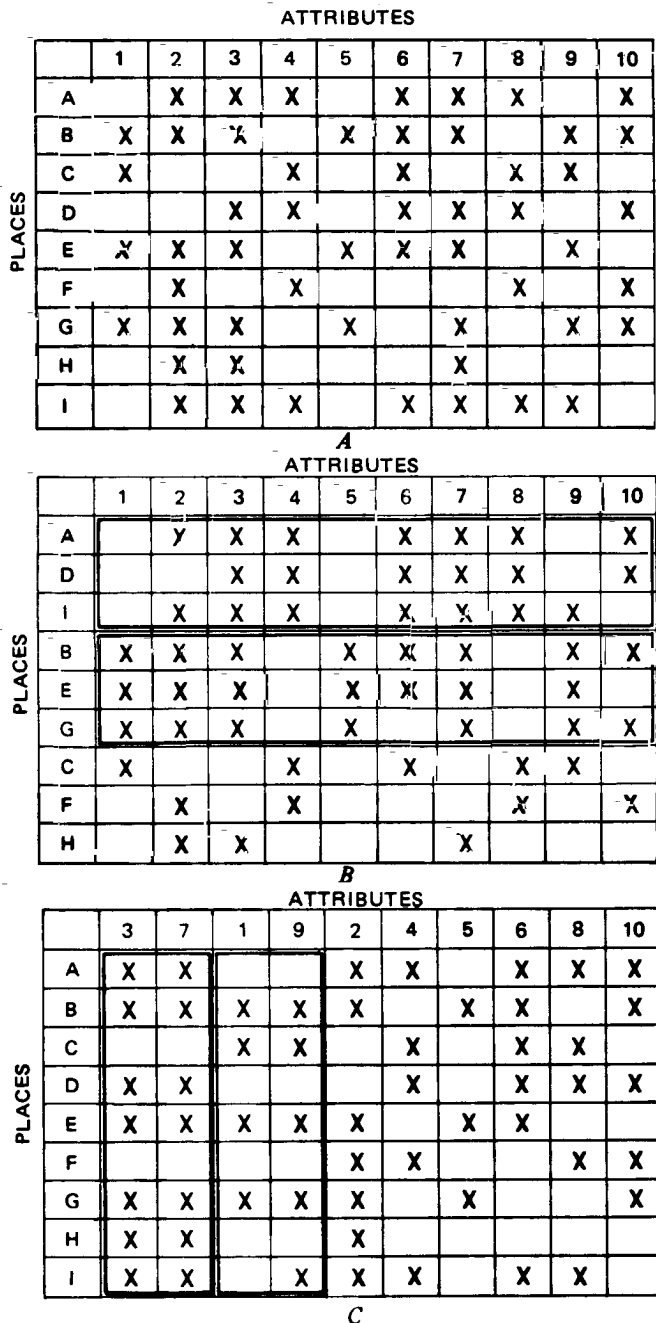 ATTRIBUTES
1 2 3 4 5 6 7 8 9 10
PLACES
A X X X X X X X
B X X X X X X X X
C X X X X X
D X X X X X X
E X X X X X X X
F X X X X
G X X X X X X X
H X X X
I X X X X X X X
A
ATTRIBUTES
1 2 3 4 5 6 7 8 9 10
PLACES
A X X X X X X X
D X X X X X X
I X X X X X X X
B X X X X X X X X
E X X X X X X X
G X X X X X X X
C X X X X X
F X X X X
H X X X
B
ATTRIBUTES
3 7 1 9 2 4 5 6 8 10
PLACES
A X X X X X X X
B X X X X X X X X
C X X X X X
D X X X X X X
E X X X X X X X
F X X X X
G X X X X X X X
H X X X
I X X X X X X X
C